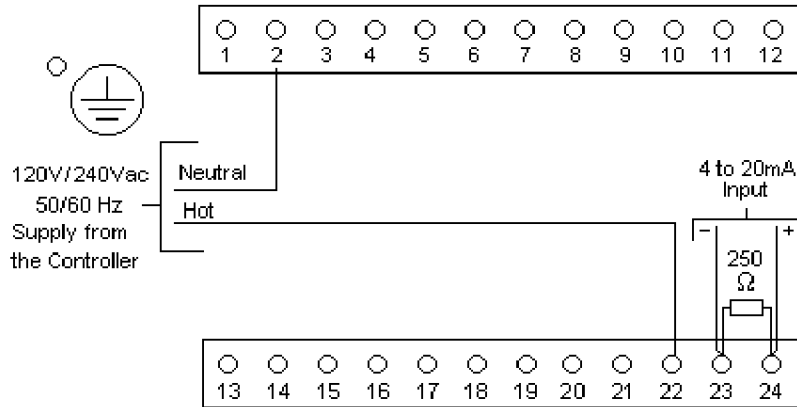 1 2 3 4 5 6 7 8 9 10 11 12
120V/240Vac
50/60 Hz
Supply from
the Controller
Neutral
Hot
4 to 20mA
Input
− +
250
Ω
13 14 15 16 17 18 19 20 21 22 23 24